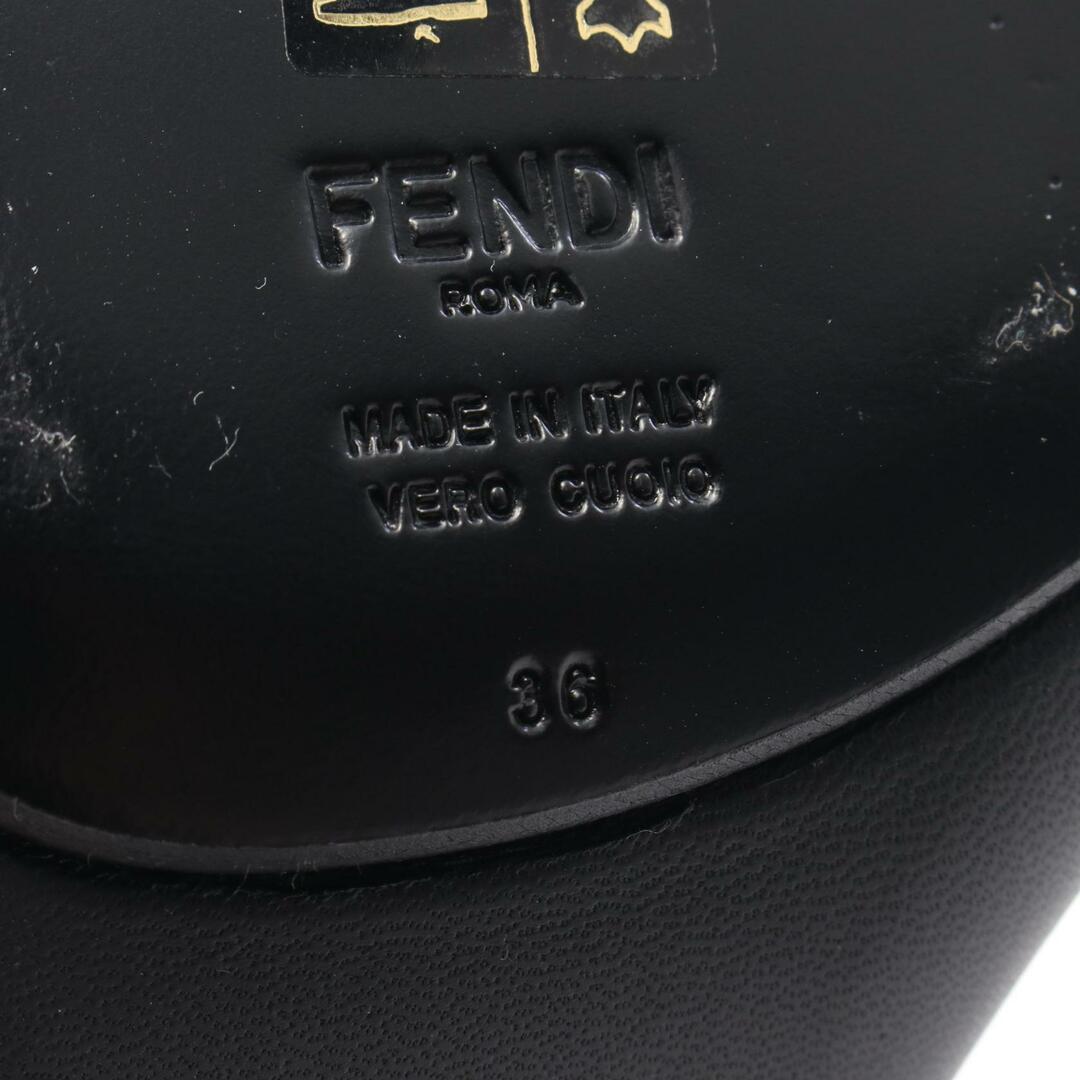 FENDI
ROMA
MADE IN ITALY
VERO CUOIO
36